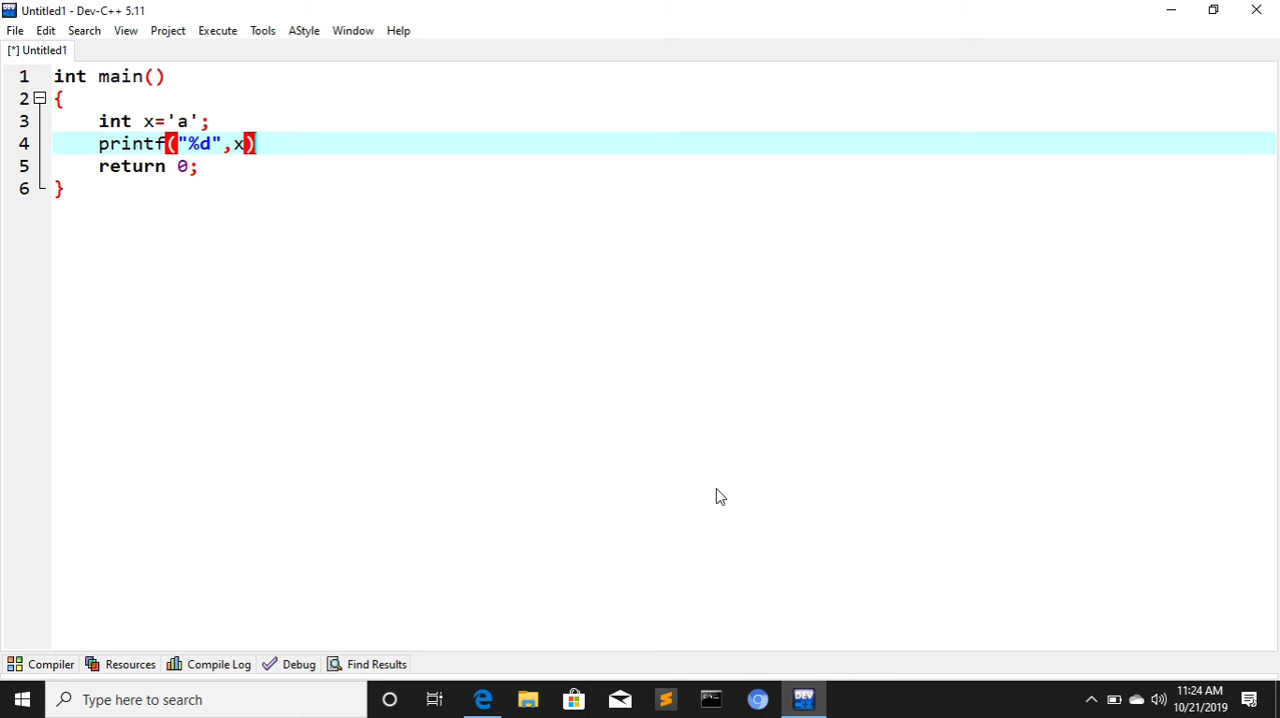 Untitled1 - Dev-C++ 5.11
File Edit Search View Project Execute Tools AStyle Window Help
[*] Untitled1
1 int main()
2 {
3 int x='a';
4 printf("%d",x)
5 return 0;
6 }
Compiler Resources Compile Log Debug Find Results
Type here to search DEV 11:24 AM
10/21/2019